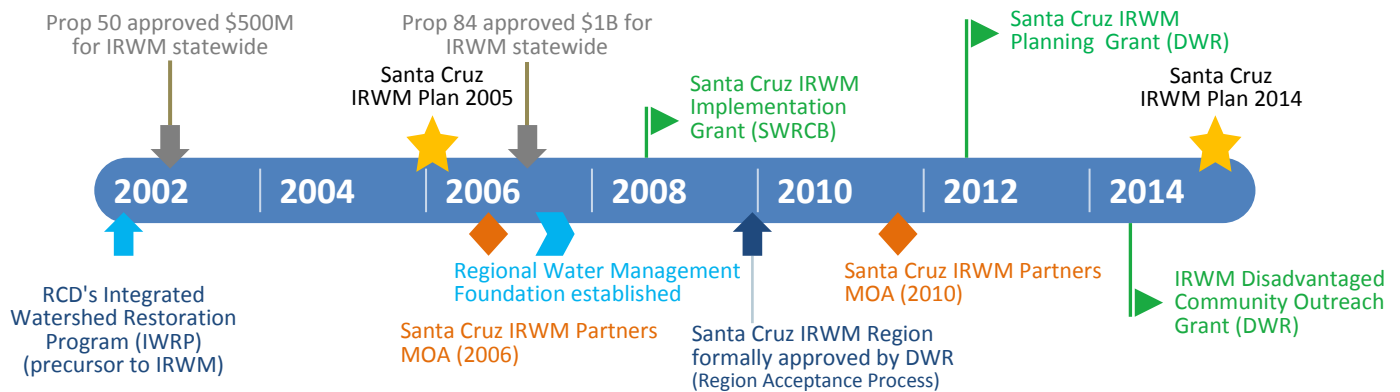 Prop 50 approved $500M
for IRWM statewide
Prop 84 approved $1B for
IRWM statewide
Santa Cruz
IRWM Plan 2005
Santa Cruz IRWM
Implementation
Grant (SWRCB)
Santa Cruz IRWM
Planning Grant (DWR)
Santa Cruz
IRWM Plan 2014
2002
2004
2006
2008
2010
2012
2014
RCD's Integrated
Watershed Restoration
Program (IWRP)
(precursor to IRWM)
Regional Water Management
Foundation established
Santa Cruz IRWM Partners
MOA (2006)
Santa Cruz IRWM Region
formally approved by DWR
(Region Acceptance Process)
Santa Cruz IRWM Partners
MOA (2010)
IRWM Disadvantaged
Community Outreach
Grant (DWR)